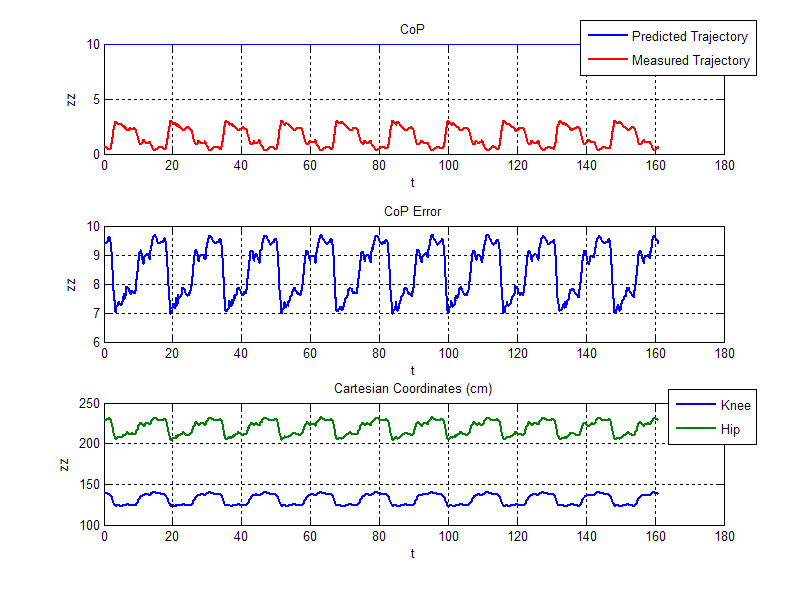 CoP
Predicted Trajectory
Measured Trajectory
10
5
0
zz
0 20 40 60 80 100 120 140 160 180
t
CoP Error
10
9
8
7
6
zz
0 20 40 60 80 100 120 140 160 180
t
Cartesian Coordinates (cm)
Knee
Hip
250
200
150
100
zz
0 20 40 60 80 100 120 140 160 180
t